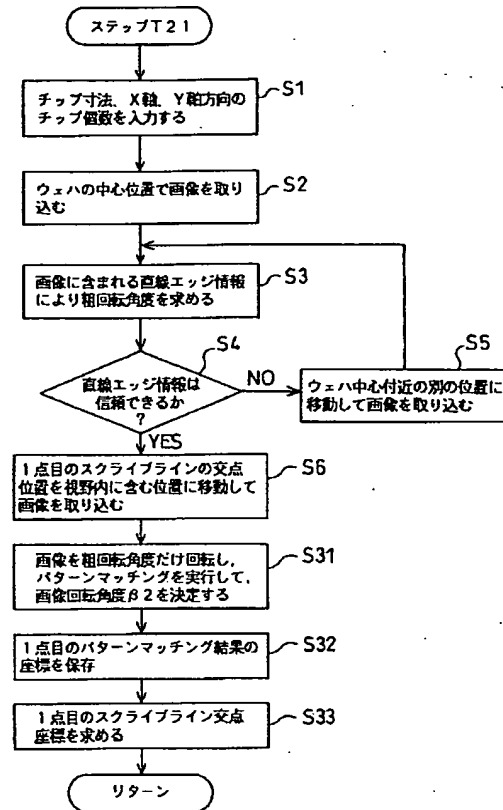 ステップT21
チップ寸法、X軸、Y軸方向の
チップ個数を入力する
S1
ウェハの中心位置で画像を取り
込む
S2
画像に含まれる直線エッジ情報
により粗回転角度を求める
S3
直線エッジ情報は
信頼できるか
?
S4
NO
YES
ウェハ中心付近の別の位置に
移動して画像を取り込む
S5
1点目のスクライブラインの交点
位置を視野内に含む位置に移動して
画像を取り込む
S6
画像を粗回転角度だけ回転し,
パターンマッチングを実行して,
画像回転角度β2を決定する
S31
1点目のパターンマッチング結果の
座標を保存
S32
1点目のスクライブライン交点
座標を求める
S33
リターン